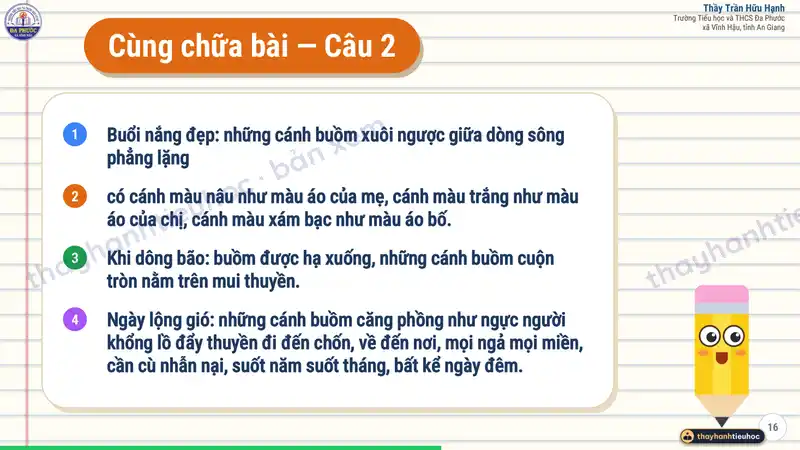 Thầy Trần Hữu Hạnh
Trường Tiểu học và THCS Đa Phước
xã Vĩnh Hậu, tỉnh An Giang
ĐA PHƯỚC
Cùng chữa bài – Câu 2
1 Buổi nắng đẹp: những cánh buồm xuôi ngược giữa dòng sông
phẳng lặng
2 có cánh màu nâu như màu áo của mẹ, cánh màu trắng như màu
áo của chị, cánh màu xám bạc như màu áo bố.
3 Khi dông bão: buồm được hạ xuống, những cánh buồm cuộn
tròn nằm trên mui thuyền.
4 Ngày lộng gió: những cánh buồm căng phồng như ngực người
khổng lồ đẩy thuyền đi đến chốn, về đến nơi, mọi ngả mọi miền,
cần cù nhẫn nại, suốt năm suốt tháng, bất kể ngày đêm.
thayhanhtieuhoc · bản xem
thayhanhtieu
thayhanhtieuhoc
16